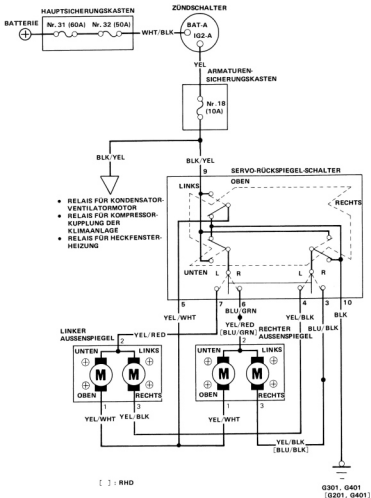 ZÜNDSCHALTER
HAUPTSICHERUNGSKASTEN
BATTERIE
Nr. 31 (60A) Nr. 32 (50A)
WHT/BLK
BAT-A
IG2-A
YEL
ARMATUREN-
SICHERUNGSKASTEN
Nr. 18
(10A)
BLK/YEL
BLK/YEL
9
SERVO-RÜCKSPIEGEL-SCHALTER
OBEN
LINKS
RECHTS
• RELAIS FÜR KONDENSATOR-
VENTILATORMOTOR
• RELAIS FÜR KOMPRESSOR-
KUPPLUNG DER
KLIMAANLAGE
• RELAIS FÜR HECKFENSTER-
HEIZUNG
UNTEN
L R L R
5 7 6 4 3 10
YEL/WHT
BLU/GRN
YEL/BLK
BLU/BLK
BLK
YEL/RED
[BLU/GRN]
LINKER
AUSSENSPIEGEL
YEL/RED
RECHTER
AUSSENSPIEGEL
2 2
UNTEN LINKS
UNTEN LINKS
M M M M
OBEN RECHTS
OBEN RECHTS
1 3 1 3
YEL/WHT
YEL/BLK
YEL/WHT
YEL/BLK
[BLU/BLK]
[ ] : RHD
G301, G401
[G201, G401]